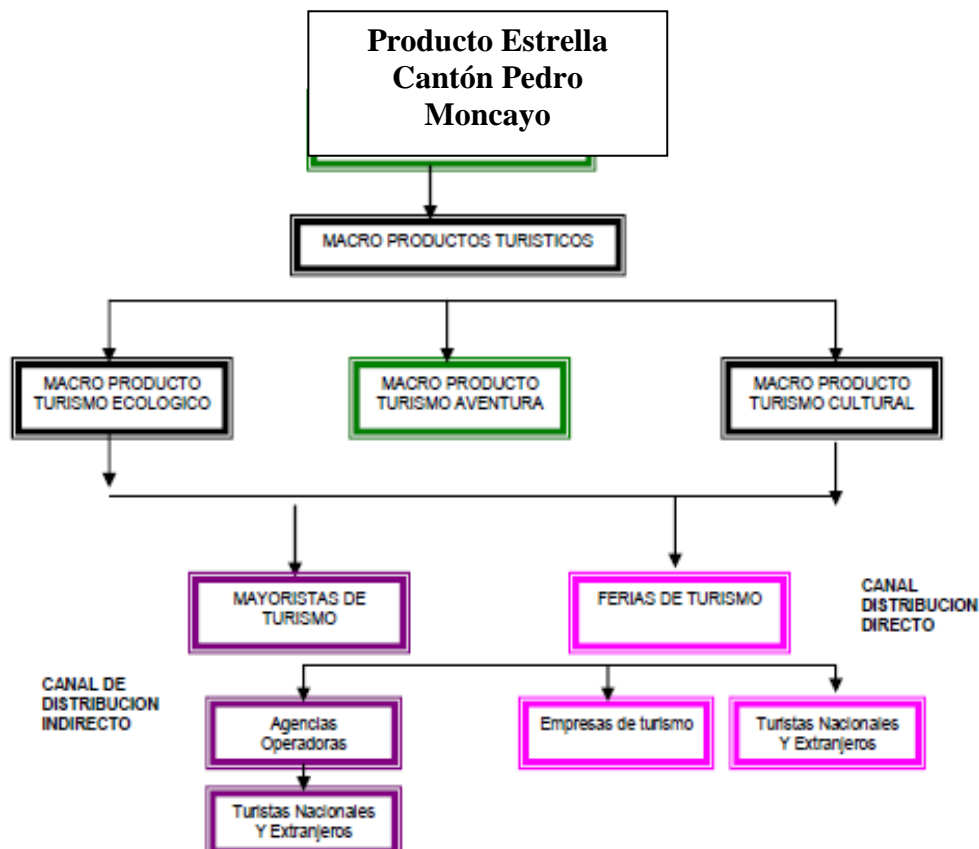 Producto Estrella
Cantón Pedro
Moncayo
MACRO PRODUCTOS TURISTICOS
MACRO PRODUCTO
TURISMO ECOLOGICO
MACRO PRODUCTO
TURISMO AVENTURA
MACRO PRODUCTO
TURISMO CULTURAL
MAYORISTAS DE
TURISMO
FERIAS DE TURISMO
CANAL
DISTRIBUCION
DIRECTO
CANAL DE
DISTRIBUCION
INDIRECTO
Agencias
Operadoras
Empresas de turismo
Turistas Nacionales
Y Extranjeros
Turistas Nacionales
Y Extranjeros